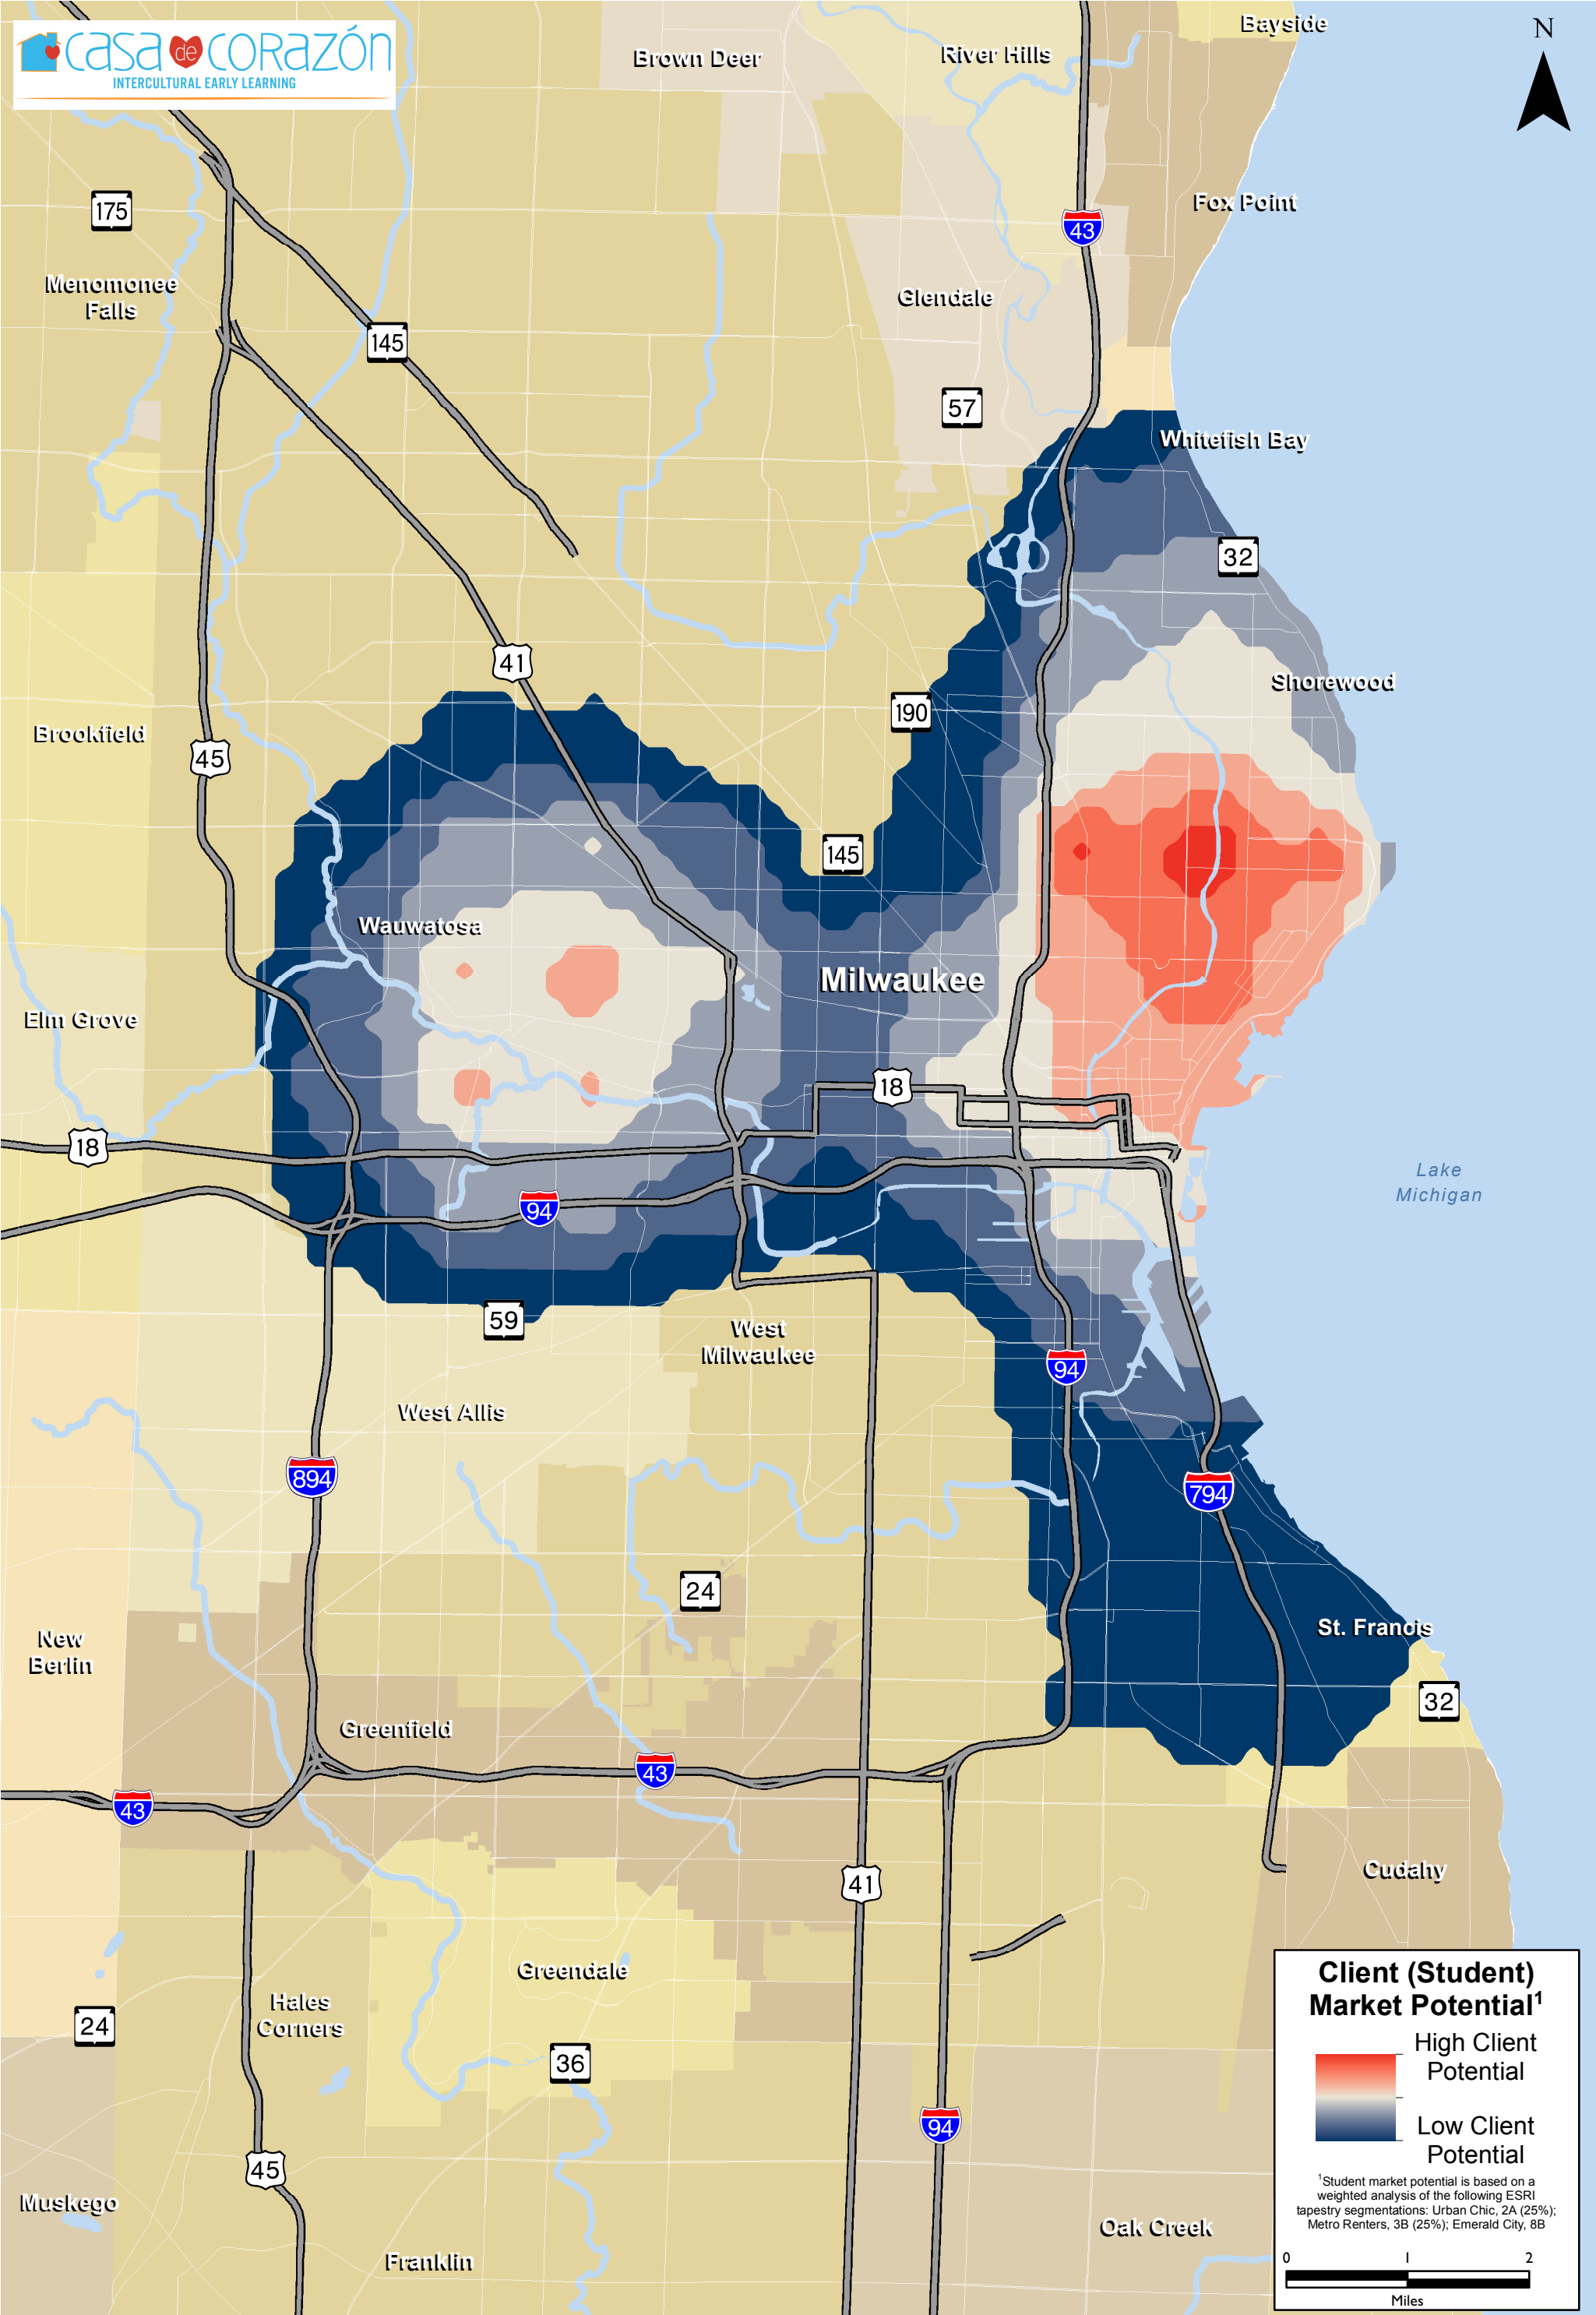 casa de corazón
INTERCULTURAL EARLY LEARNING
Brown Deer
River Hills
Bayside
N
175
Fox Point
43
Menomonee
Falls
Glendale
145
57
Whitefish Bay
32
41
Shorewood
190
Brookfield
45
145
Wauwatosa
Milwaukee
Elm Grove
18
18
Lake
Michigan
94
59
West
Milwaukee
94
West Allis
894
794
24
St. Francis
New
Berlin
32
Greenfield
43
43
Cudahy
41
Greendale
Hales
Corners
24
36
94
45
Muskego
Oak Creek
Franklin
Client (Student)
Market Potential1
High Client
Potential
Low Client
Potential
1Student market potential is based on a
weighted analysis of the following ESRI
tapestry segmentations: Urban Chic, 2A (25%);
Metro Renters, 3B (25%); Emerald City, 8B
0 1 2
Miles